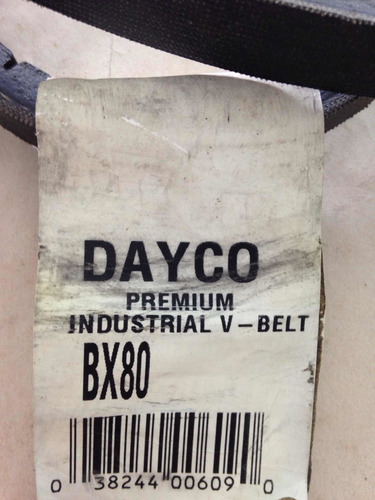 DAYCO
PREMIUM
INDUSTRIAL V-BELT
BX80
0 38244 00609 0